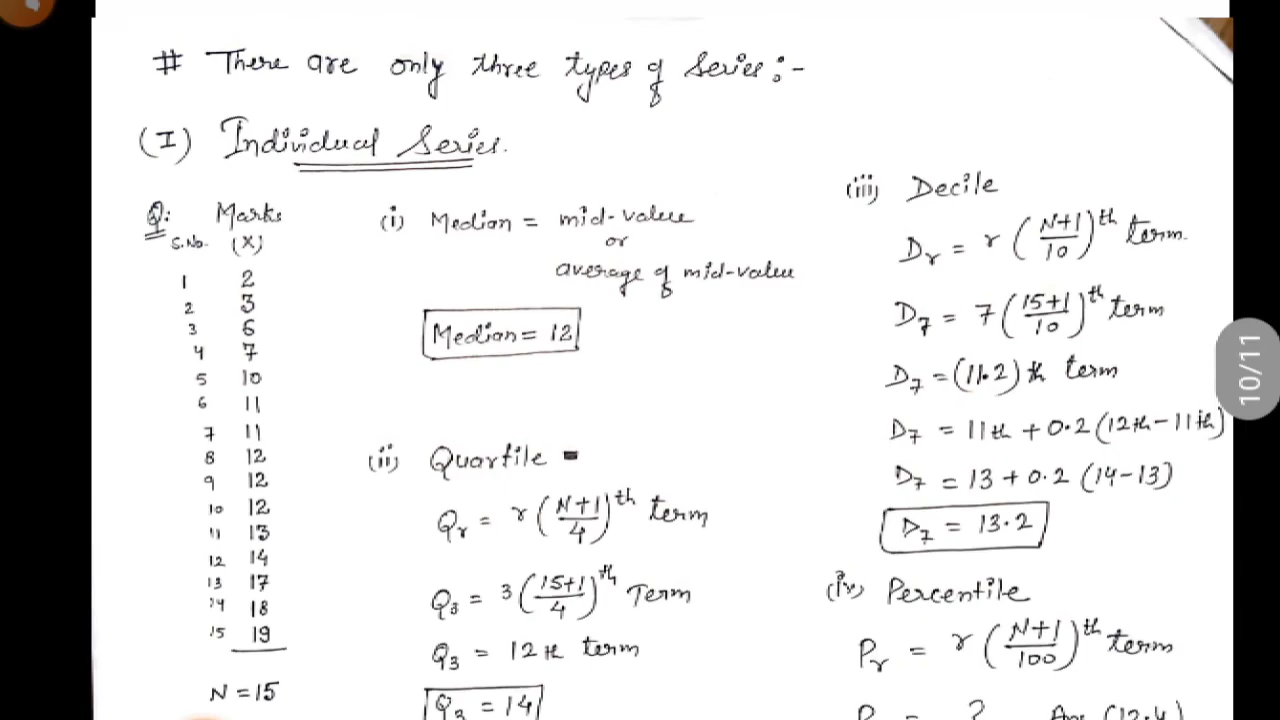 # There are only three types of Series:-
(I) Individual Series.
Q: Marks
S.No. (X)
1 2
2 3
3 6
4 7
5 10
6 11
7 11
8 12
9 12
10 12
11 13
12 14
13 17
14 18
15 19
N = 15
(i) Median = mid-value
or
average of mid-value
Median = 12
(ii) Quartile =
Qr = r (N+1/4)th term
Q3 = 3 (15+1/4)th Term
Q3 = 12th term
Q3 = 14
(iii) Decile
Dr = r (N+1/10)th term.
D7 = 7 (15+1/10)th term
D7 = (11.2)th term
D7 = 11th + 0.2 (12th - 11th)
D7 = 13 + 0.2 (14-13)
D7 = 13.2
(iv) Percentile
Pr = r (N+1/100)th term
= ? Ans (12.4)
10/11